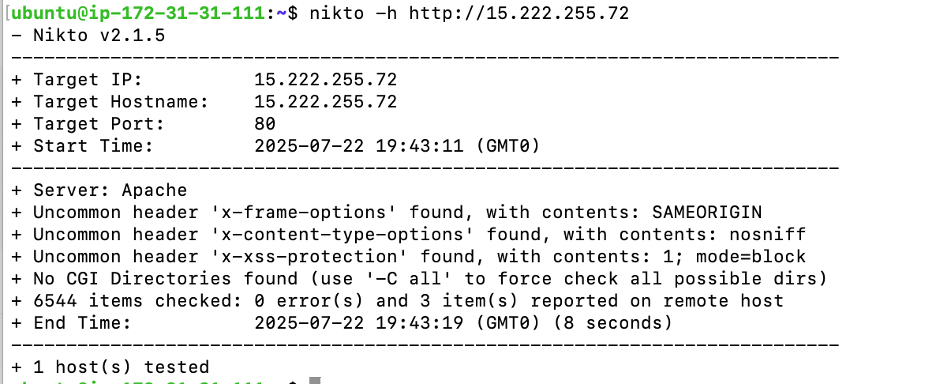 [ubuntu@ip-172-31-31-111:~$ nikto -h http://15.222.255.72
- Nikto v2.1.5
---------------------------------------------------------------------------
+ Target IP:          15.222.255.72
+ Target Hostname:    15.222.255.72
+ Target Port:        80
+ Start Time:         2025-07-22 19:43:11 (GMT0)
---------------------------------------------------------------------------
+ Server: Apache
+ Uncommon header 'x-frame-options' found, with contents: SAMEORIGIN
+ Uncommon header 'x-content-type-options' found, with contents: nosniff
+ Uncommon header 'x-xss-protection' found, with contents: 1; mode=block
+ No CGI Directories found (use '-C all' to force check all possible dirs)
+ 6544 items checked: 0 error(s) and 3 item(s) reported on remote host
+ End Time:           2025-07-22 19:43:19 (GMT0) (8 seconds)
---------------------------------------------------------------------------
+ 1 host(s) tested